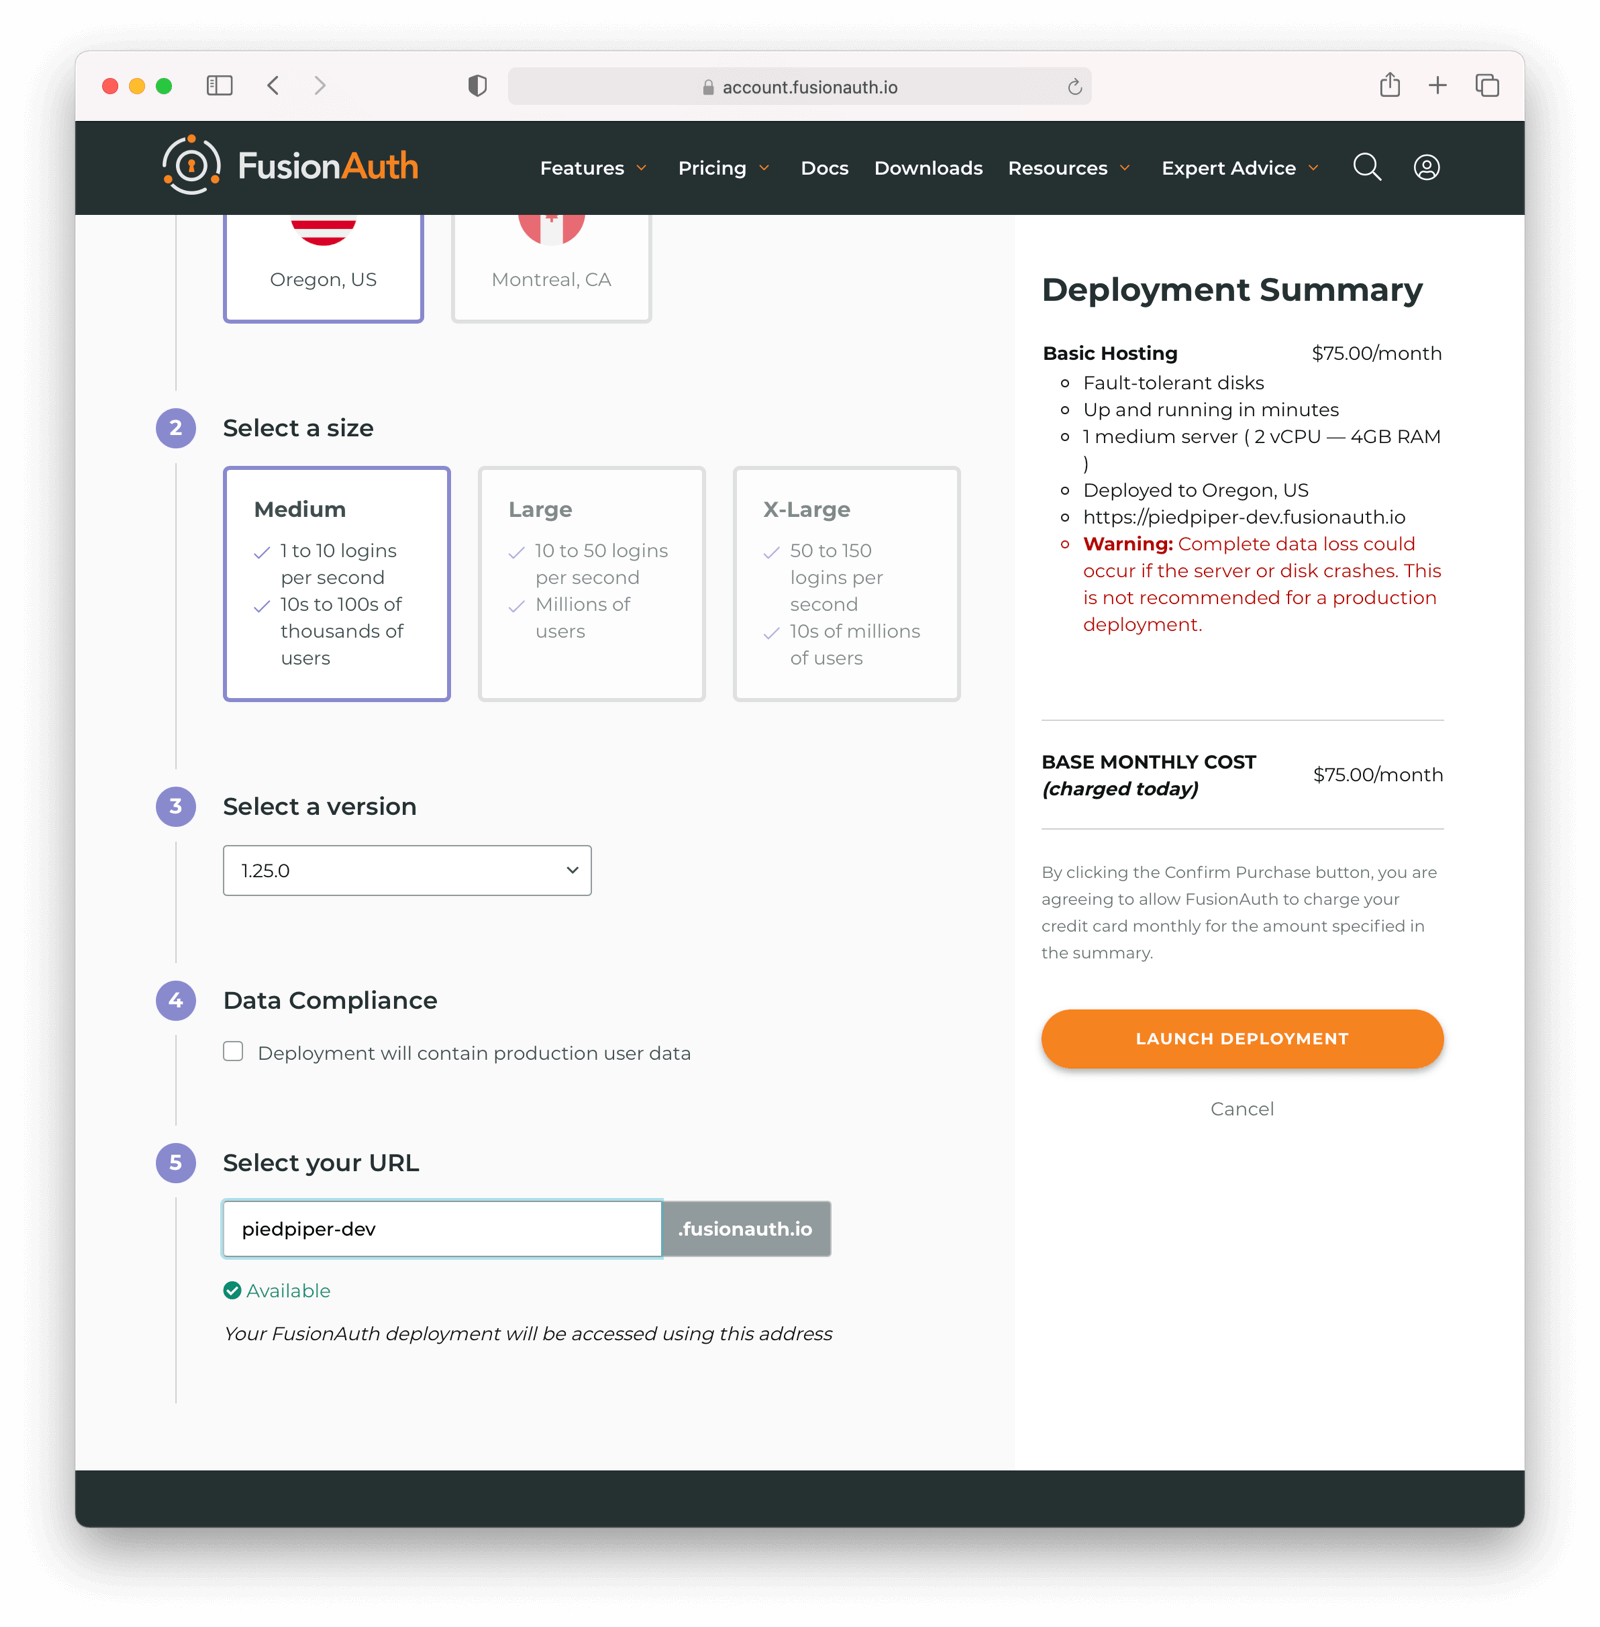 account.fusionauth.io
FusionAuth
Features
Pricing
Docs
Downloads
Resources
Expert Advice
Oregon, US
Montreal, CA
2
Select a size
Medium
1 to 10 logins
per second
10s to 100s of
thousands of
users
Large
10 to 50 logins
per second
Millions of
users
X-Large
50 to 150
logins per
second
10s of millions
of users
3
Select a version
1.25.0
4
Data Compliance
Deployment will contain production user data
5
Select your URL
piedpiper-dev
.fusionauth.io
Available
Your FusionAuth deployment will be accessed using this address
Deployment Summary
Basic Hosting
$75.00/month
Fault-tolerant disks
Up and running in minutes
1 medium server ( 2 vCPU — 4GB RAM
)
Deployed to Oregon, US
https://piedpiper-dev.fusionauth.io
Warning: Complete data loss could
occur if the server or disk crashes. This
is not recommended for a production
deployment.
BASE MONTHLY COST
(charged today)
$75.00/month
By clicking the Confirm Purchase button, you are
agreeing to allow FusionAuth to charge your
credit card monthly for the amount specified in
the summary.
LAUNCH DEPLOYMENT
Cancel